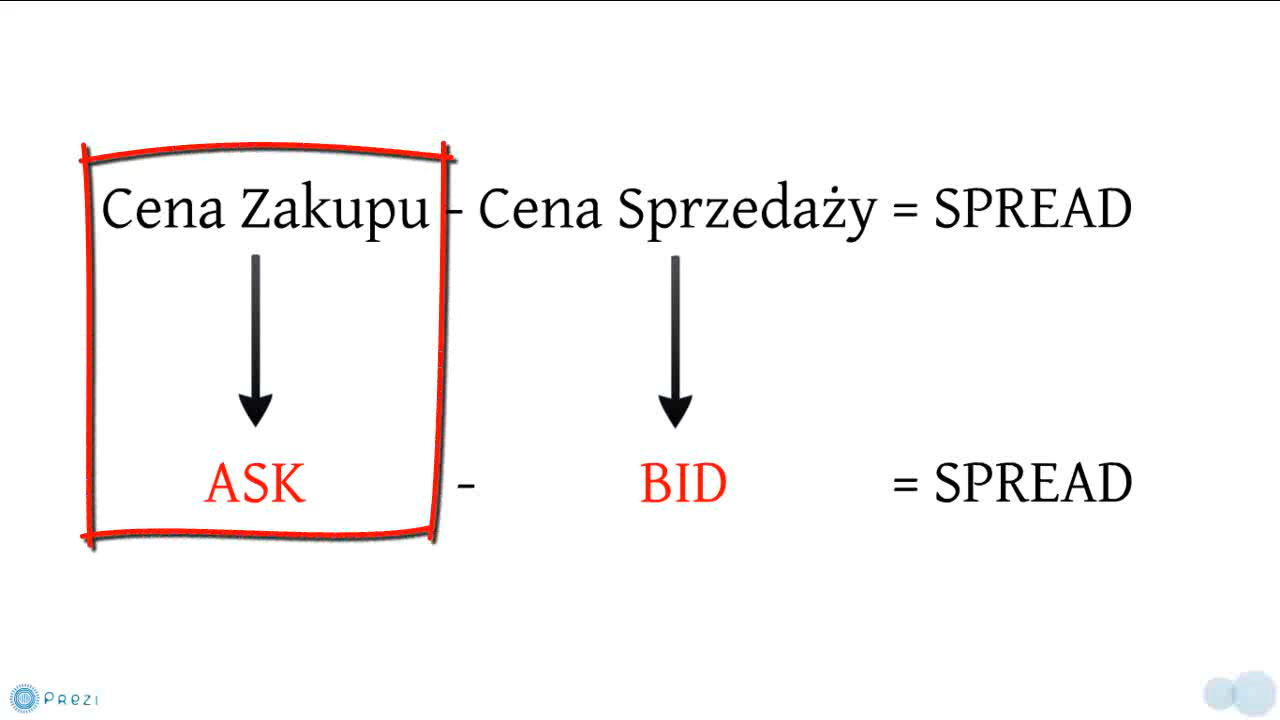 Cena Zakupu - Cena Sprzedaży = SPREAD
ASK - BID = SPREAD
Prezi